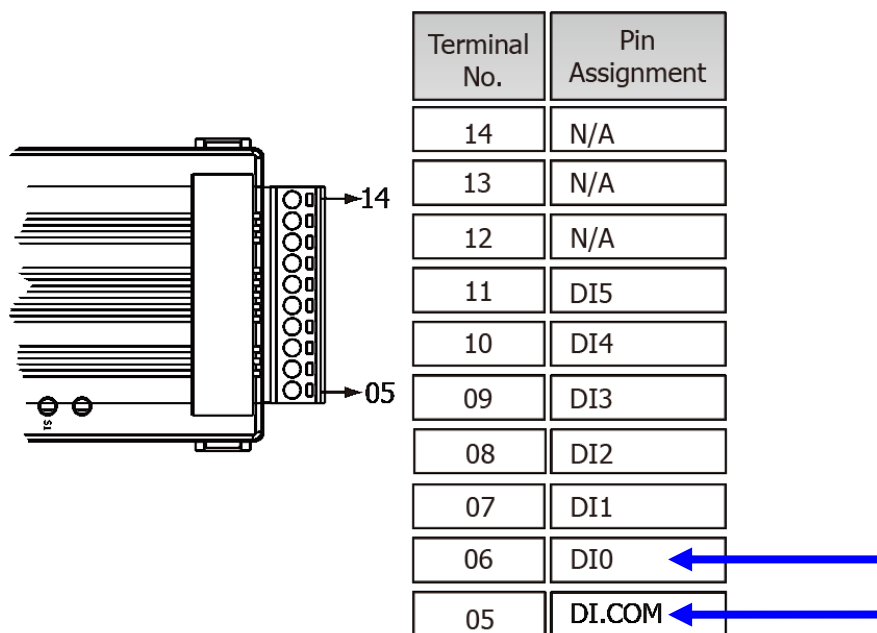 Terminal No. Pin Assignment
14 N/A
13 N/A
12 N/A
11 DI5
10 DI4
09 DI3
08 DI2
07 DI1
06 DI0
05 DI.COM
14
05
S1